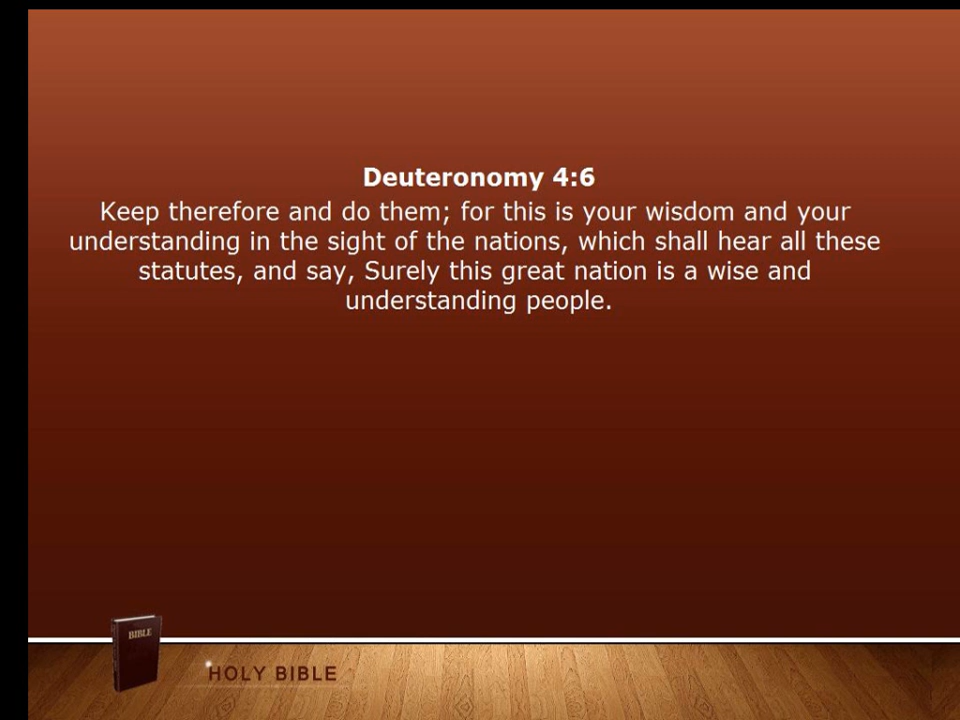 Deuteronomy 4:6
Keep therefore and do them; for this is your wisdom and your
understanding in the sight of the nations, which shall hear all these
statutes, and say, Surely this great nation is a wise and
understanding people.
BIBLE
HOLY BIBLE